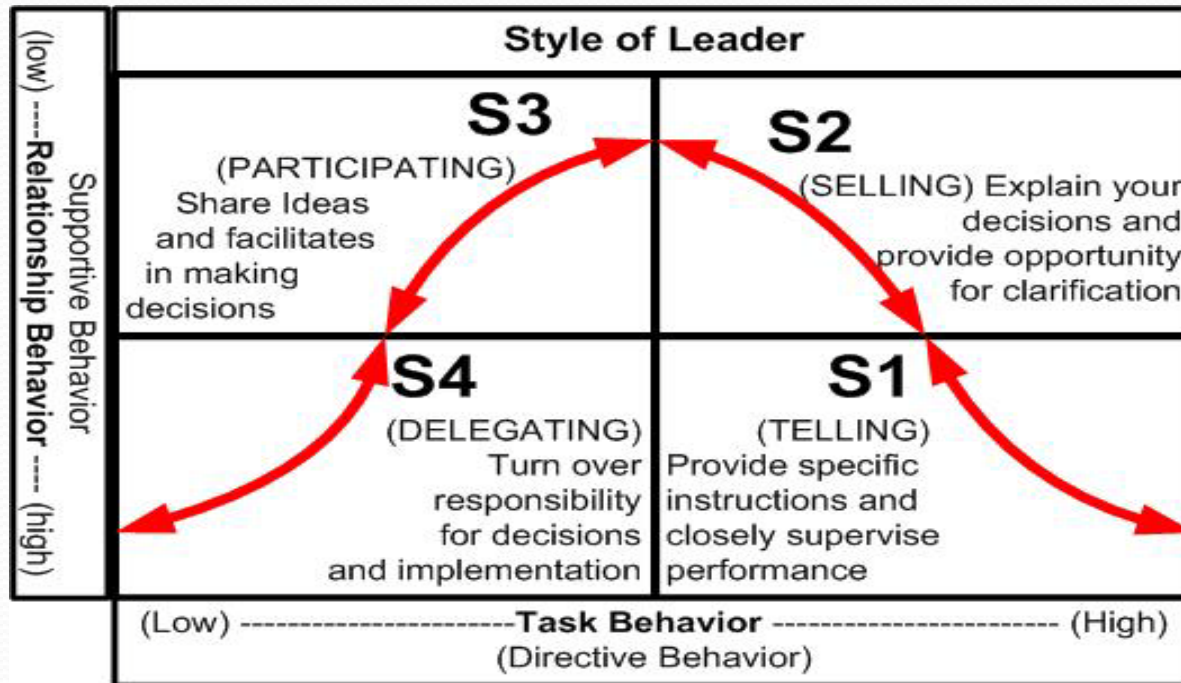 Style of Leader
(low) ----Relationship Behavior ---- (high)
Supportive Behavior
S3
(PARTICIPATING)
Share Ideas
and facilitates
in making
decisions
S2
(SELLING) Explain your
decisions and
provide opportunity
for clarification
S4
(DELEGATING)
Turn over
responsibility
for decisions
and implementation
S1
(TELLING)
Provide specific
instructions and
closely supervise
performance
(Low) -----------------------Task Behavior ------------------------ (High)
(Directive Behavior)